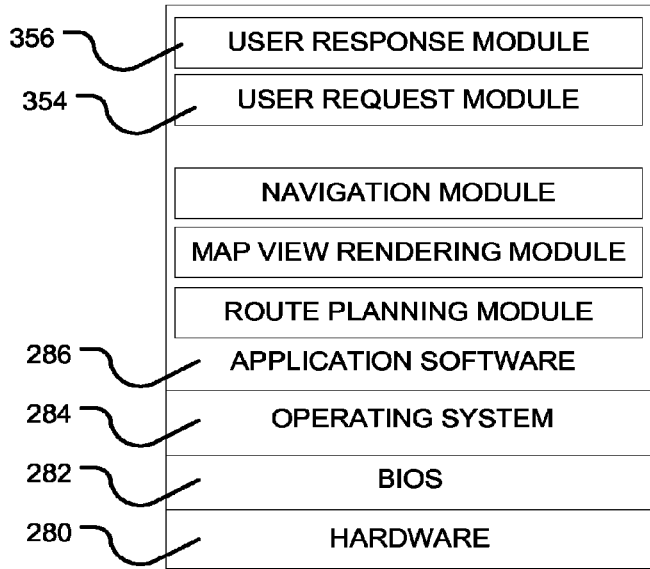 356 USER RESPONSE MODULE
354 USER REQUEST MODULE
NAVIGATION MODULE
MAP VIEW RENDERING MODULE
ROUTE PLANNING MODULE
286 APPLICATION SOFTWARE
284 OPERATING SYSTEM
282 BIOS
280 HARDWARE